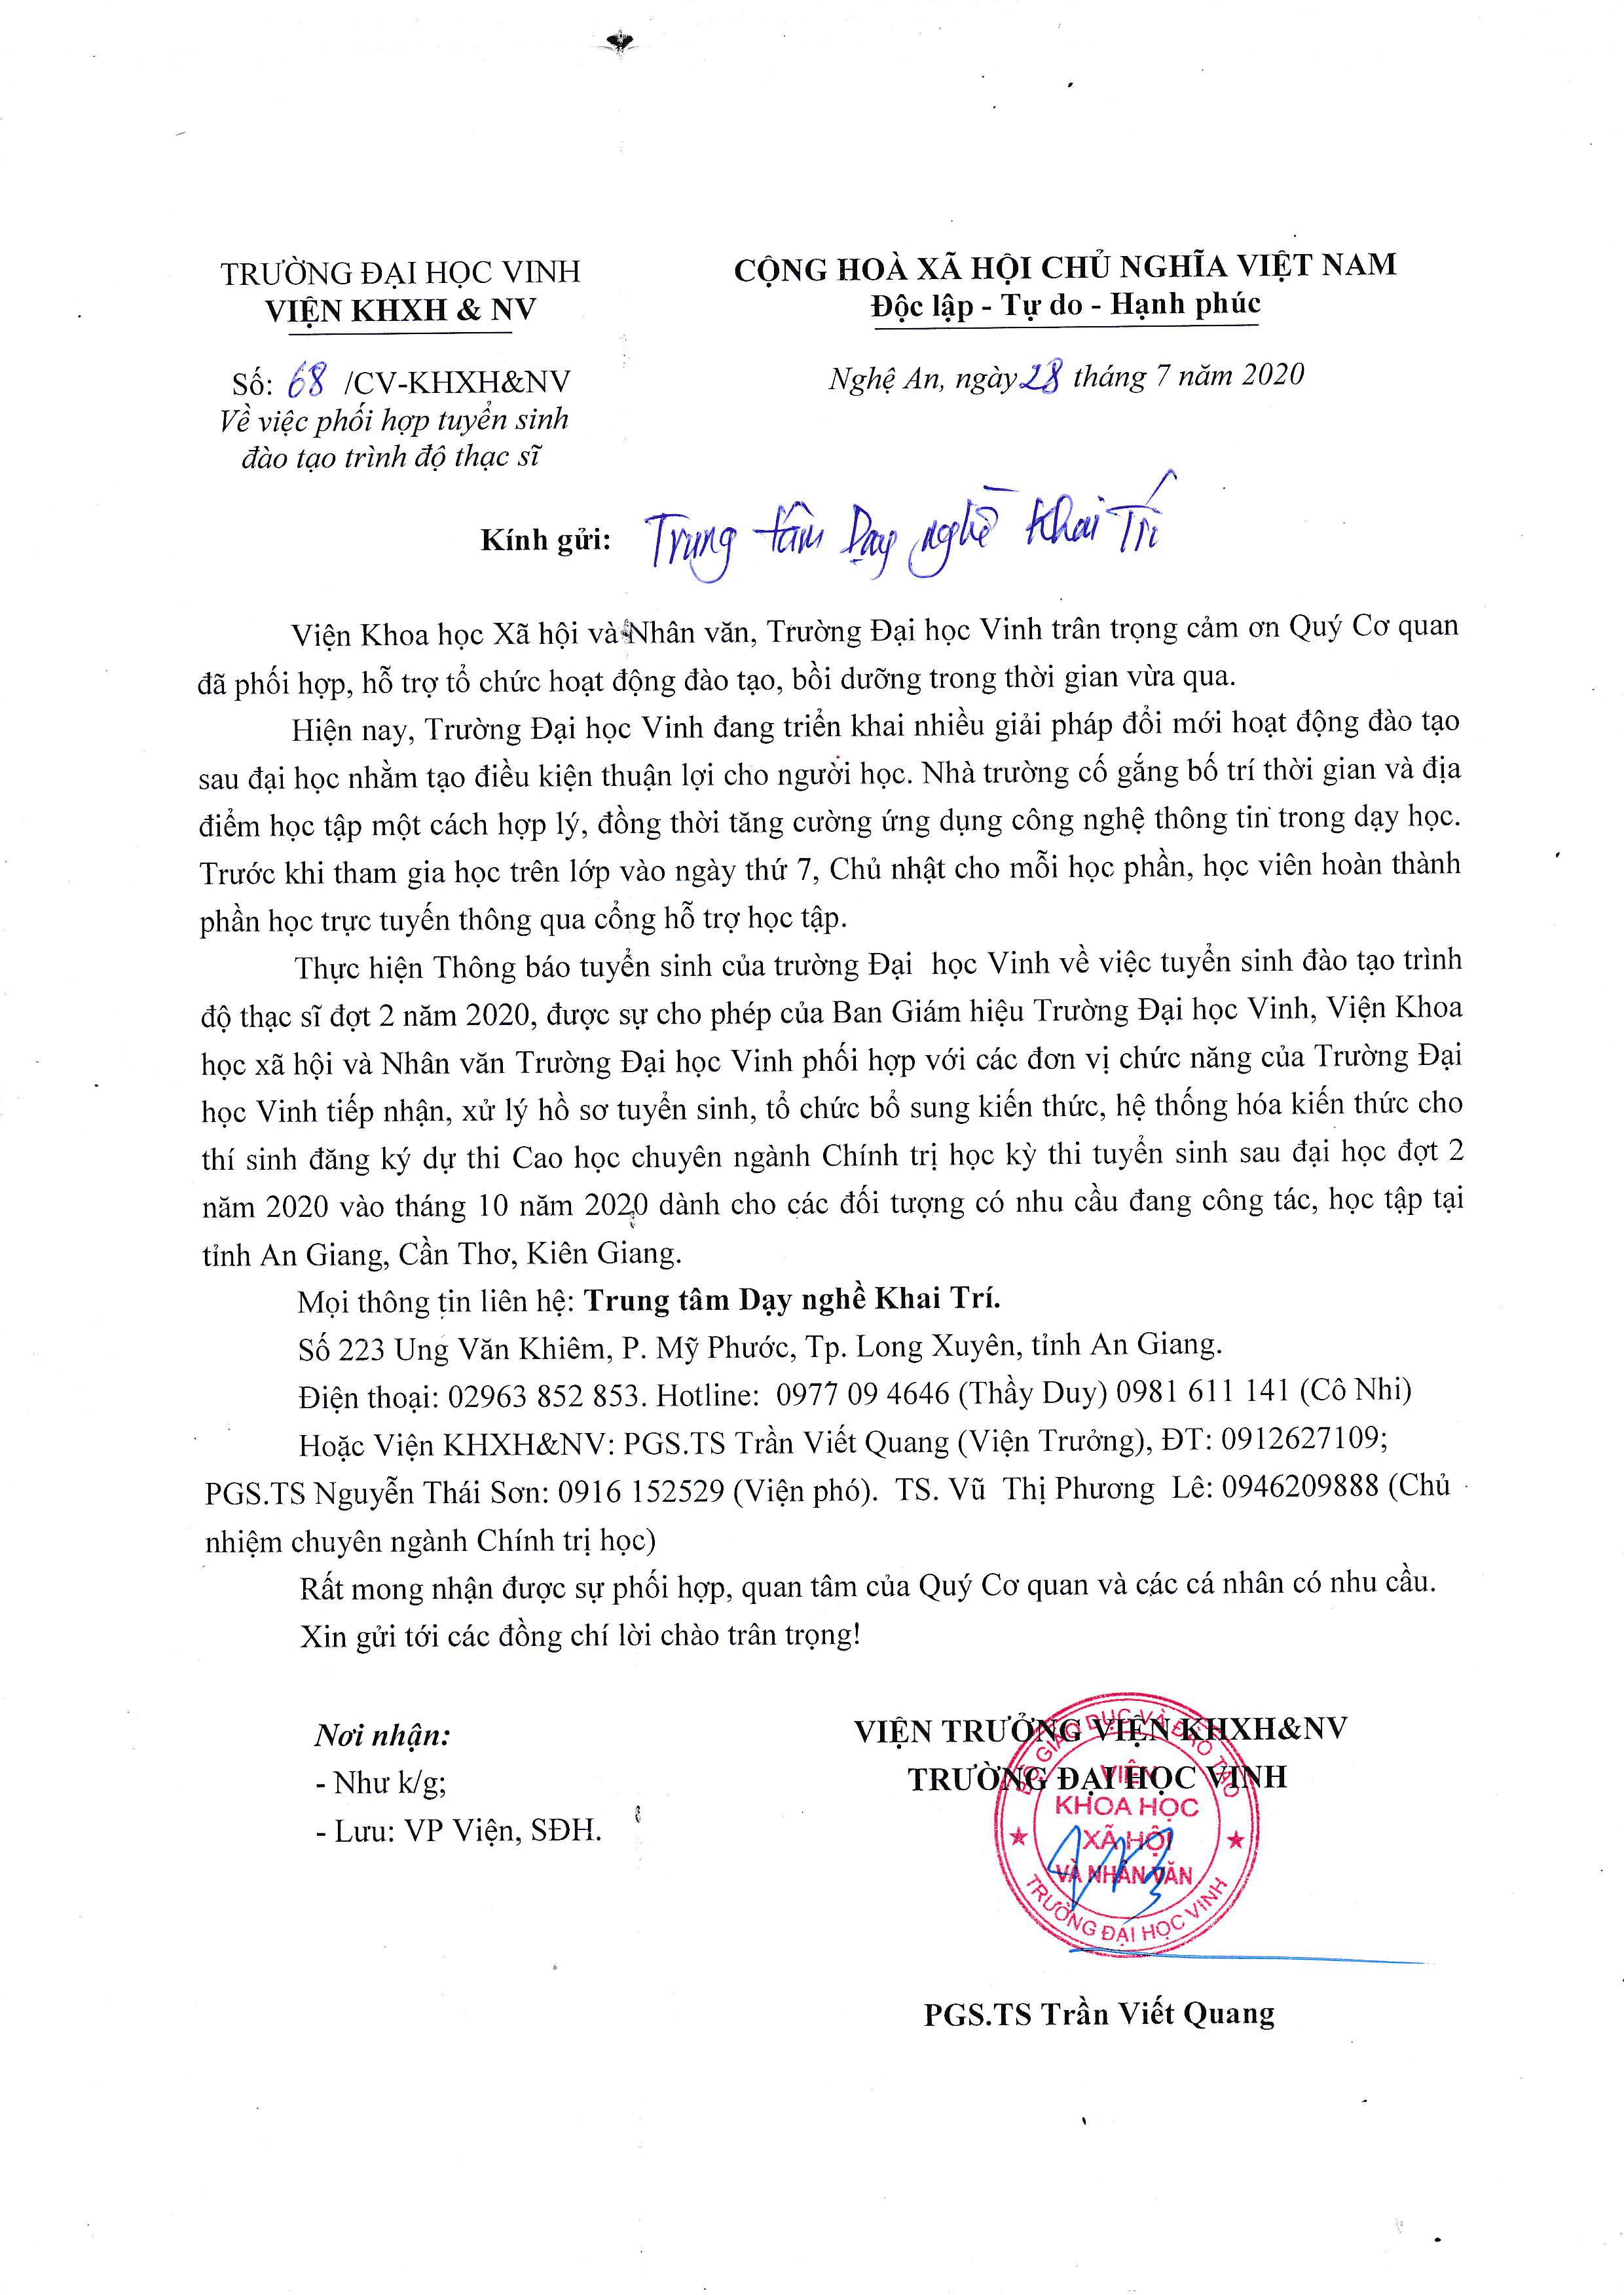 TRƯỜNG ĐẠI HỌC VINH
VIỆN KHXH & NV
CỘNG HOÀ XÃ HỘI CHỦ NGHĨA VIỆT NAM
Độc lập - Tự do - Hạnh phúc
Số: 68 /CV-KHXH&NV
Về việc phối hợp tuyển sinh
đào tạo trình độ thạc sĩ
Nghệ An, ngày 28 tháng 7 năm 2020
Kính gửi: Trung tâm Dạy nghề Khai Trí
Viện Khoa học Xã hội và Nhân văn, Trường Đại học Vinh trân trọng cảm ơn Quý Cơ quan
đã phối hợp, hỗ trợ tổ chức hoạt động đào tạo, bồi dưỡng trong thời gian vừa qua.
Hiện nay, Trường Đại học Vinh đang triển khai nhiều giải pháp đổi mới hoạt động đào tạo
sau đại học nhằm tạo điều kiện thuận lợi cho người học. Nhà trường cố gắng bố trí thời gian và địa
điểm học tập một cách hợp lý, đồng thời tăng cường ứng dụng công nghệ thông tin trong dạy học.
Trước khi tham gia học trên lớp vào ngày thứ 7, Chủ nhật cho mỗi học phần, học viên hoàn thành
phần học trực tuyến thông qua cổng hỗ trợ học tập.
Thực hiện Thông báo tuyển sinh của trường Đại học Vinh về việc tuyển sinh đào tạo trình
độ thạc sĩ đợt 2 năm 2020, được sự cho phép của Ban Giám hiệu Trường Đại học Vinh, Viện Khoa
học xã hội và Nhân văn Trường Đại học Vinh phối hợp với các đơn vị chức năng của Trường Đại
học Vinh tiếp nhận, xử lý hồ sơ tuyển sinh, tổ chức bổ sung kiến thức, hệ thống hóa kiến thức cho
thí sinh đăng ký dự thi Cao học chuyên ngành Chính trị học kỳ thi tuyển sinh sau đại học đợt 2
năm 2020 vào tháng 10 năm 2020 dành cho các đối tượng có nhu cầu đang công tác, học tập tại
tỉnh An Giang, Cần Thơ, Kiên Giang.
Mọi thông tin liên hệ: Trung tâm Dạy nghề Khai Trí.
Số 223 Ung Văn Khiêm, P. Mỹ Phước, Tp. Long Xuyên, tỉnh An Giang.
Điện thoại: 02963 852 853. Hotline: 0977 09 4646 (Thầy Duy) 0981 611 141 (Cô Nhi)
Hoặc Viện KHXH&NV: PGS.TS Trần Viết Quang (Viện Trưởng), ĐT: 0912627109;
PGS.TS Nguyễn Thái Sơn: 0916 152529 (Viện phó). TS. Vũ Thị Phương Lê: 0946209888 (Chủ
nhiệm chuyên ngành Chính trị học)
Rất mong nhận được sự phối hợp, quan tâm của Quý Cơ quan và các cá nhân có nhu cầu.
Xin gửi tới các đồng chí lời chào trân trọng!
Nơi nhận:
- Như k/g;
- Lưu: VP Viện, SĐH.
VIỆN TRƯỞNG VIỆN KHXH&NV
TRƯỜNG ĐẠI HỌC VINH
BỘ GIÁO DỤC VÀ ĐÀO TẠO
VIỆN
KHOA HỌC
XÃ HỘI
VÀ NHÂN VĂN
TRƯỜNG ĐẠI HỌC VINH
PGS.TS Trần Viết Quang